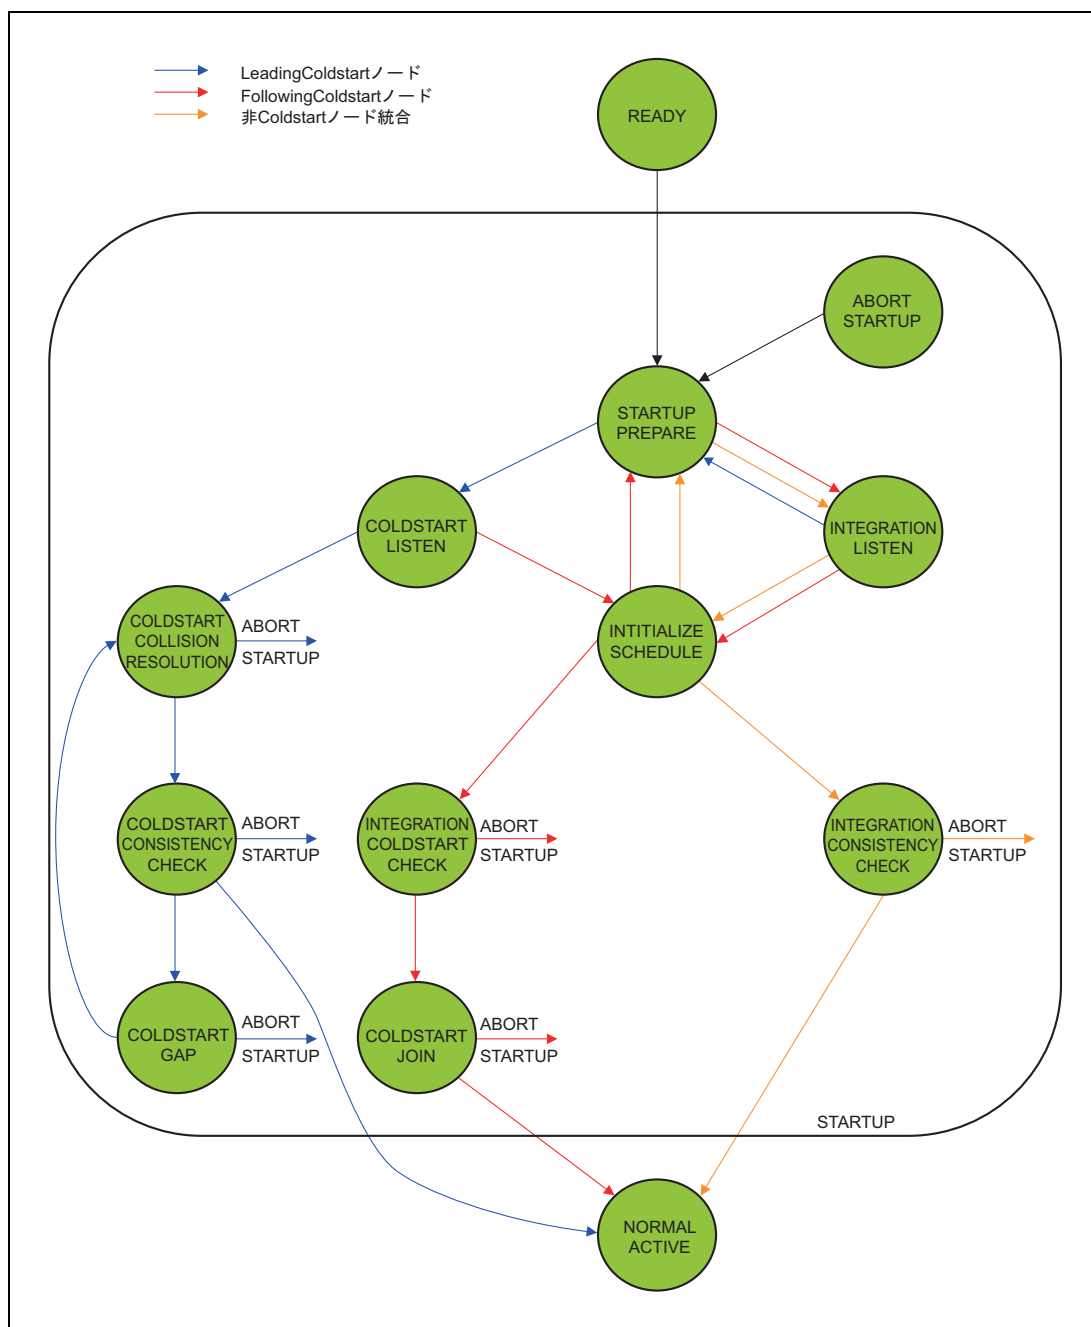 LeadingColdstartノード
FollowingColdstartノード
非Coldstartノード統合
READY
ABORT
STARTUP
STARTUP
PREPARE
COLDSTART
LISTEN
INTEGRATION
LISTEN
COLDSTART
COLLISION
RESOLUTION
ABORT
STARTUP
INTITIALIZE
SCHEDULE
COLDSTART
CONSISTENCY
CHECK
ABORT
STARTUP
INTEGRATION
COLDSTART
CHECK
ABORT
STARTUP
INTEGRATION
CONSISTENCY
CHECK
ABORT
STARTUP
COLDSTART
GAP
ABORT
STARTUP
COLDSTART
JOIN
ABORT
STARTUP
STARTUP
NORMAL
ACTIVE